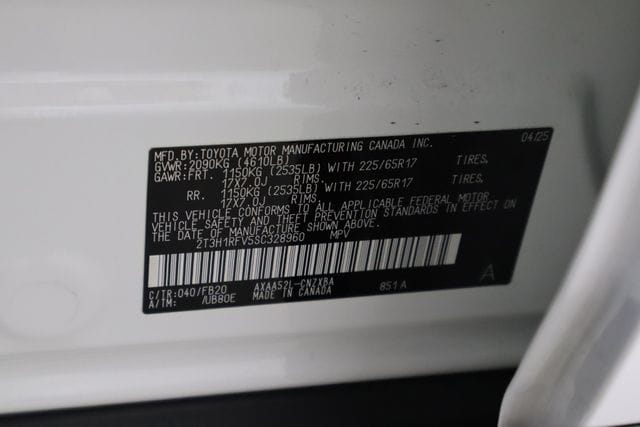 MFD.BY:TOYOTA MOTOR MANUFACTURING CANADA INC. 04/25
GVWR:2090KG (4610LB)
GAWR:FRT. 1150KG (2535LB) WITH 225/65R17 TIRES,
17X7.0J RIMS.
RR. 1150KG (2535LB) WITH 225/65R17 TIRES,
17X7.0J RIMS.
THIS VEHICLE CONFORMS TO ALL APPLICABLE FEDERAL MOTOR
VEHICLE SAFETY AND THEFT PREVENTION STANDARDS IN EFFECT ON
THE DATE OF MANUFACTURE SHOWN ABOVE.
2T3H1RFV5SC328960 MPV
C/TR:040/FB20 AXAA52L-CNZXBA 851A A
A/TM: /UB80E MADE IN CANADA